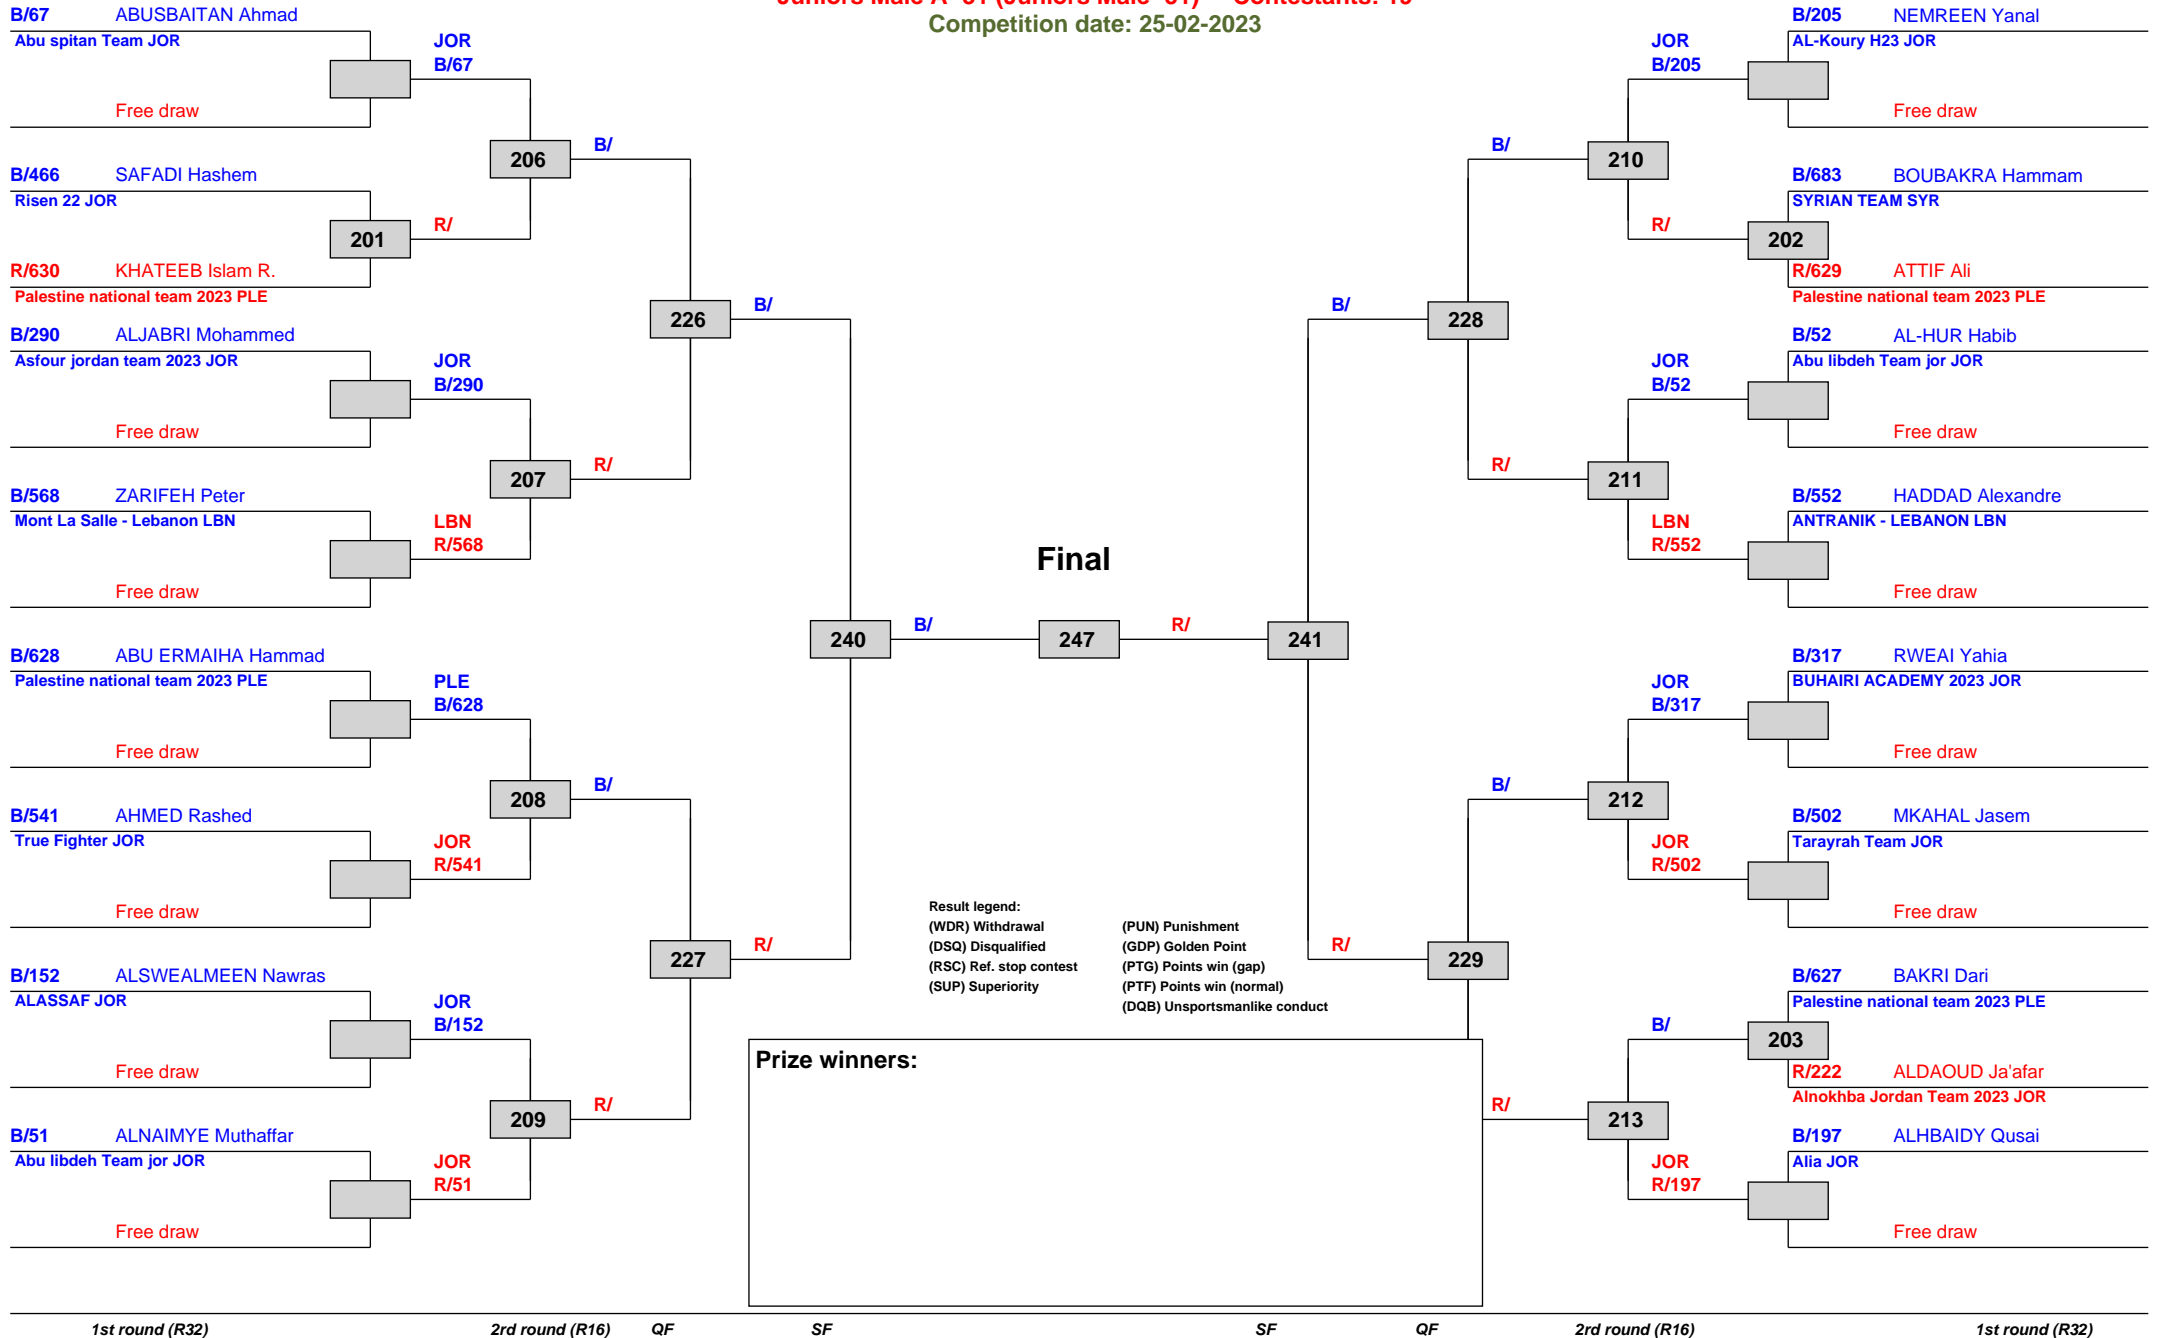 Juniors Male A -51 (Juniors Male -51)
Contestants: 19
Competition date: 25-02-2023
B/67 ABUSBAITAN Ahmad
Abu spitan Team JOR
Free draw
JOR
B/67
B/466 SAFADI Hashem
Risen 22 JOR
201
R/630 KHATEEB Islam R.
Palestine national team 2023 PLE
R/
206
B/
B/290 ALJABRI Mohammed
Asfour jordan team 2023 JOR
Free draw
JOR
B/290
B/568 ZARIFEH Peter
Mont La Salle - Lebanon LBN
Free draw
LBN
R/568
207
R/
226
B/
B/628 ABU ERMAIHA Hammad
Palestine national team 2023 PLE
Free draw
PLE
B/628
B/541 AHMED Rashed
True Fighter JOR
Free draw
JOR
R/541
208
B/
B/152 ALSWEALMEEN Nawras
ALASSAF JOR
Free draw
JOR
B/152
B/51 ALNAIMYE Muthaffar
Abu libdeh Team jor JOR
Free draw
JOR
R/51
209
R/
227
R/
240
B/
Final
247
R/
241
B/205 NEMREEN Yanal
AL-Koury H23 JOR
Free draw
JOR
B/205
B/683 BOUBAKRA Hammam
SYRIAN TEAM SYR
202
R/629 ATTIF Ali
Palestine national team 2023 PLE
R/
210
B/
B/52 AL-HUR Habib
Abu libdeh Team jor JOR
Free draw
JOR
B/52
B/552 HADDAD Alexandre
ANTRANIK - LEBANON LBN
Free draw
LBN
R/552
211
R/
228
B/
B/317 RWEAI Yahia
BUHAIRI ACADEMY 2023 JOR
Free draw
JOR
B/317
B/502 MKAHAL Jasem
Tarayrah Team JOR
Free draw
JOR
R/502
212
B/
B/627 BAKRI Dari
Palestine national team 2023 PLE
203
R/222 ALDAOUD Ja'afar
Alnokhba Jordan Team 2023 JOR
B/
B/197 ALHBAIDY Qusai
Alia JOR
Free draw
JOR
R/197
213
R/
229
R/
Result legend:
(WDR) Withdrawal
(DSQ) Disqualified
(RSC) Ref. stop contest
(SUP) Superiority
(PUN) Punishment
(GDP) Golden Point
(PTG) Points win (gap)
(PTF) Points win (normal)
(DQB) Unsportsmanlike conduct
Prize winners:
1st round (R32) 2rd round (R16) QF SF SF QF 2rd round (R16) 1st round (R32)